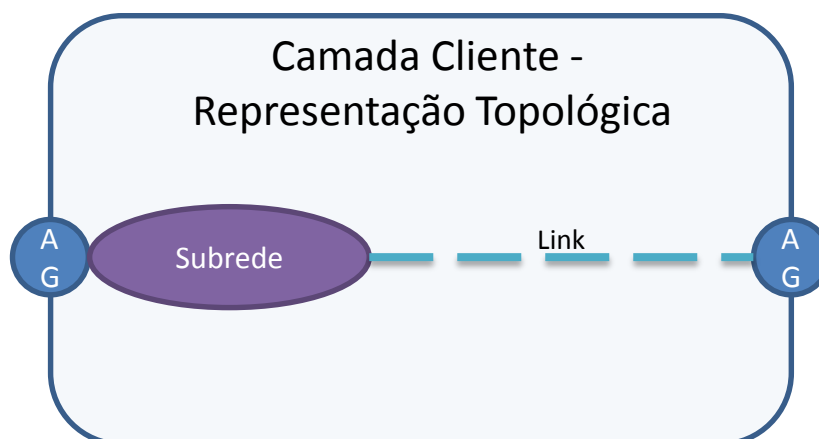 Camada Cliente -
Representação Topológica
A
G
Subrede
Link
A
G